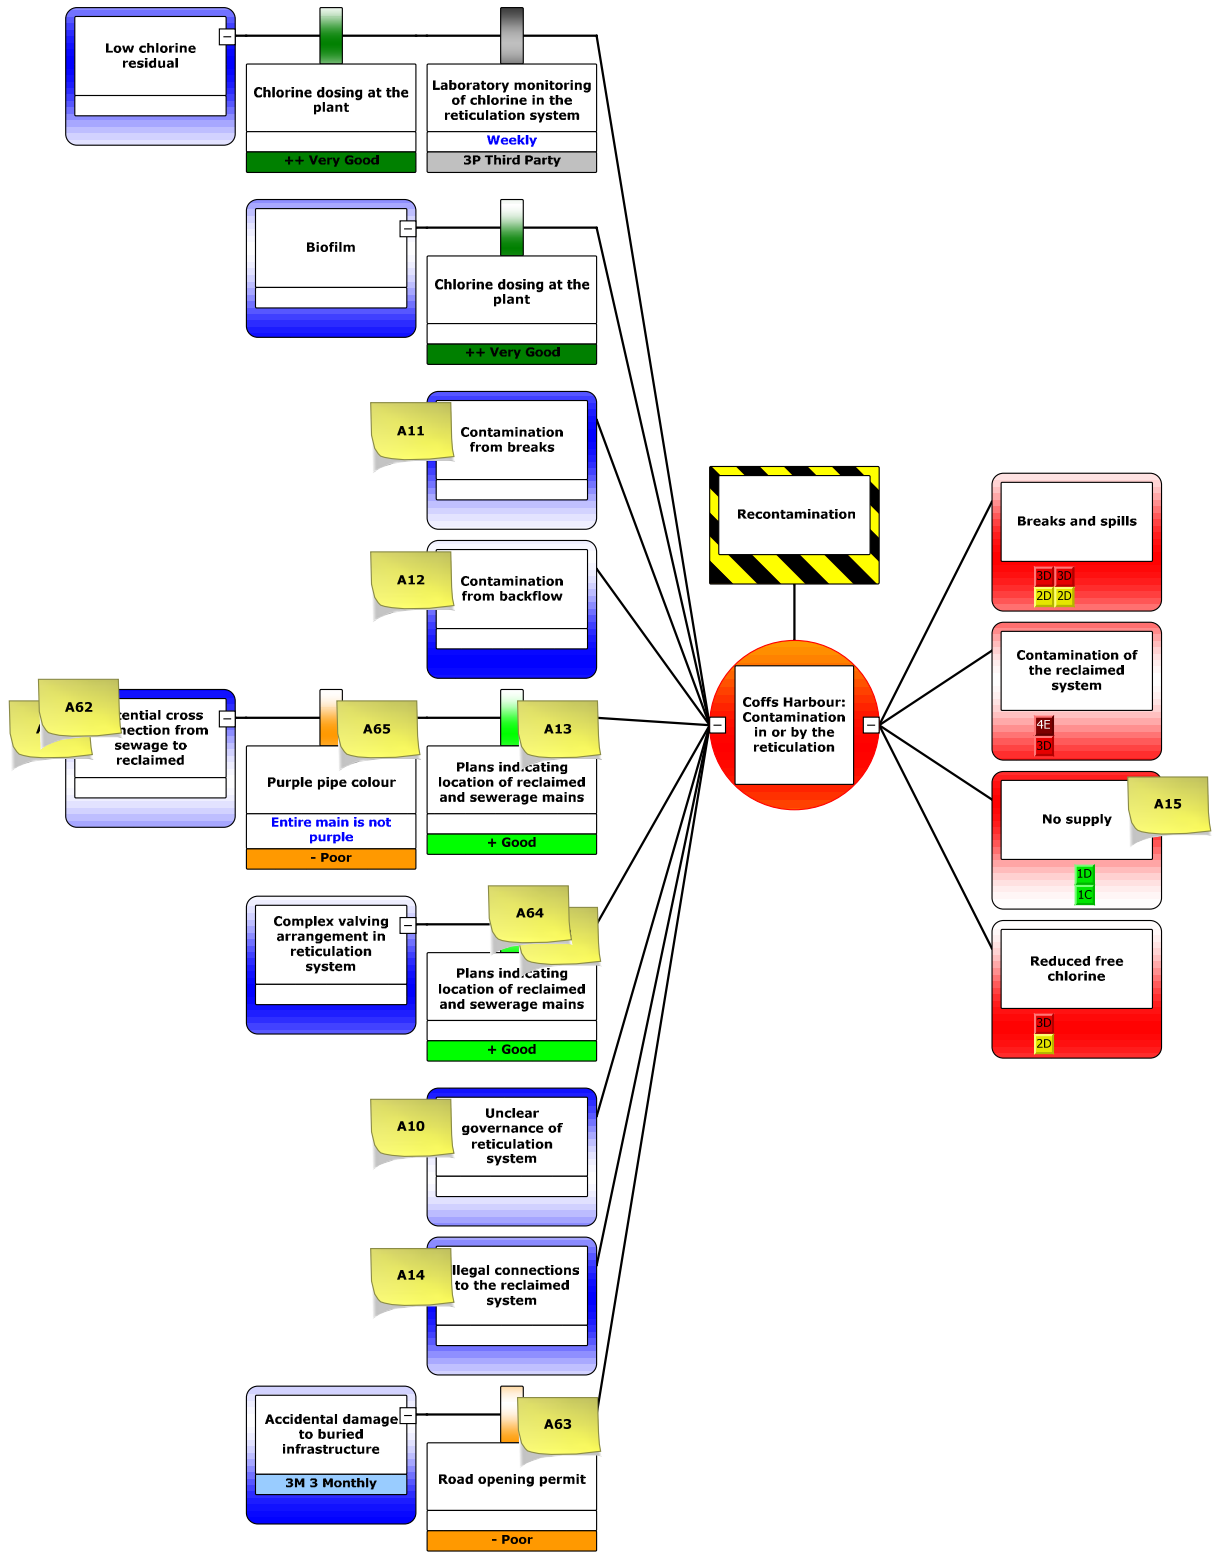 Low chlorine
residual
Chlorine dosing at the
plant
++ Very Good
Laboratory monitoring
of chlorine in the
reticulation system
Weekly
3P Third Party
Biofilm
Chlorine dosing at the
plant
++ Very Good
A11
Contamination
from breaks
A12
Contamination
from backflow
Recontamination
Coffs Harbour:
Contamination
in or by the
reticulation
Breaks and spills
3D 3D
2D 2D
Contamination of
the reclaimed
system
4E
3D
No supply
A15
1D
1C
Reduced free
chlorine
3D
2D
A62
cross
from
sewage to
reclaimed
A65
Purple pipe colour
Entire main is not
purple
- Poor
A13
Plans indicating
location of reclaimed
and sewerage mains
+ Good
Complex valving
arrangement in
reticulation
system
A64
Plans indicating
location of reclaimed
and sewerage mains
+ Good
A10
Unclear
governance of
reticulation
system
A14
llegal connections
to the reclaimed
system
Accidental damage
to buried
infrastructure
3M 3 Monthly
A63
Road opening permit
- Poor